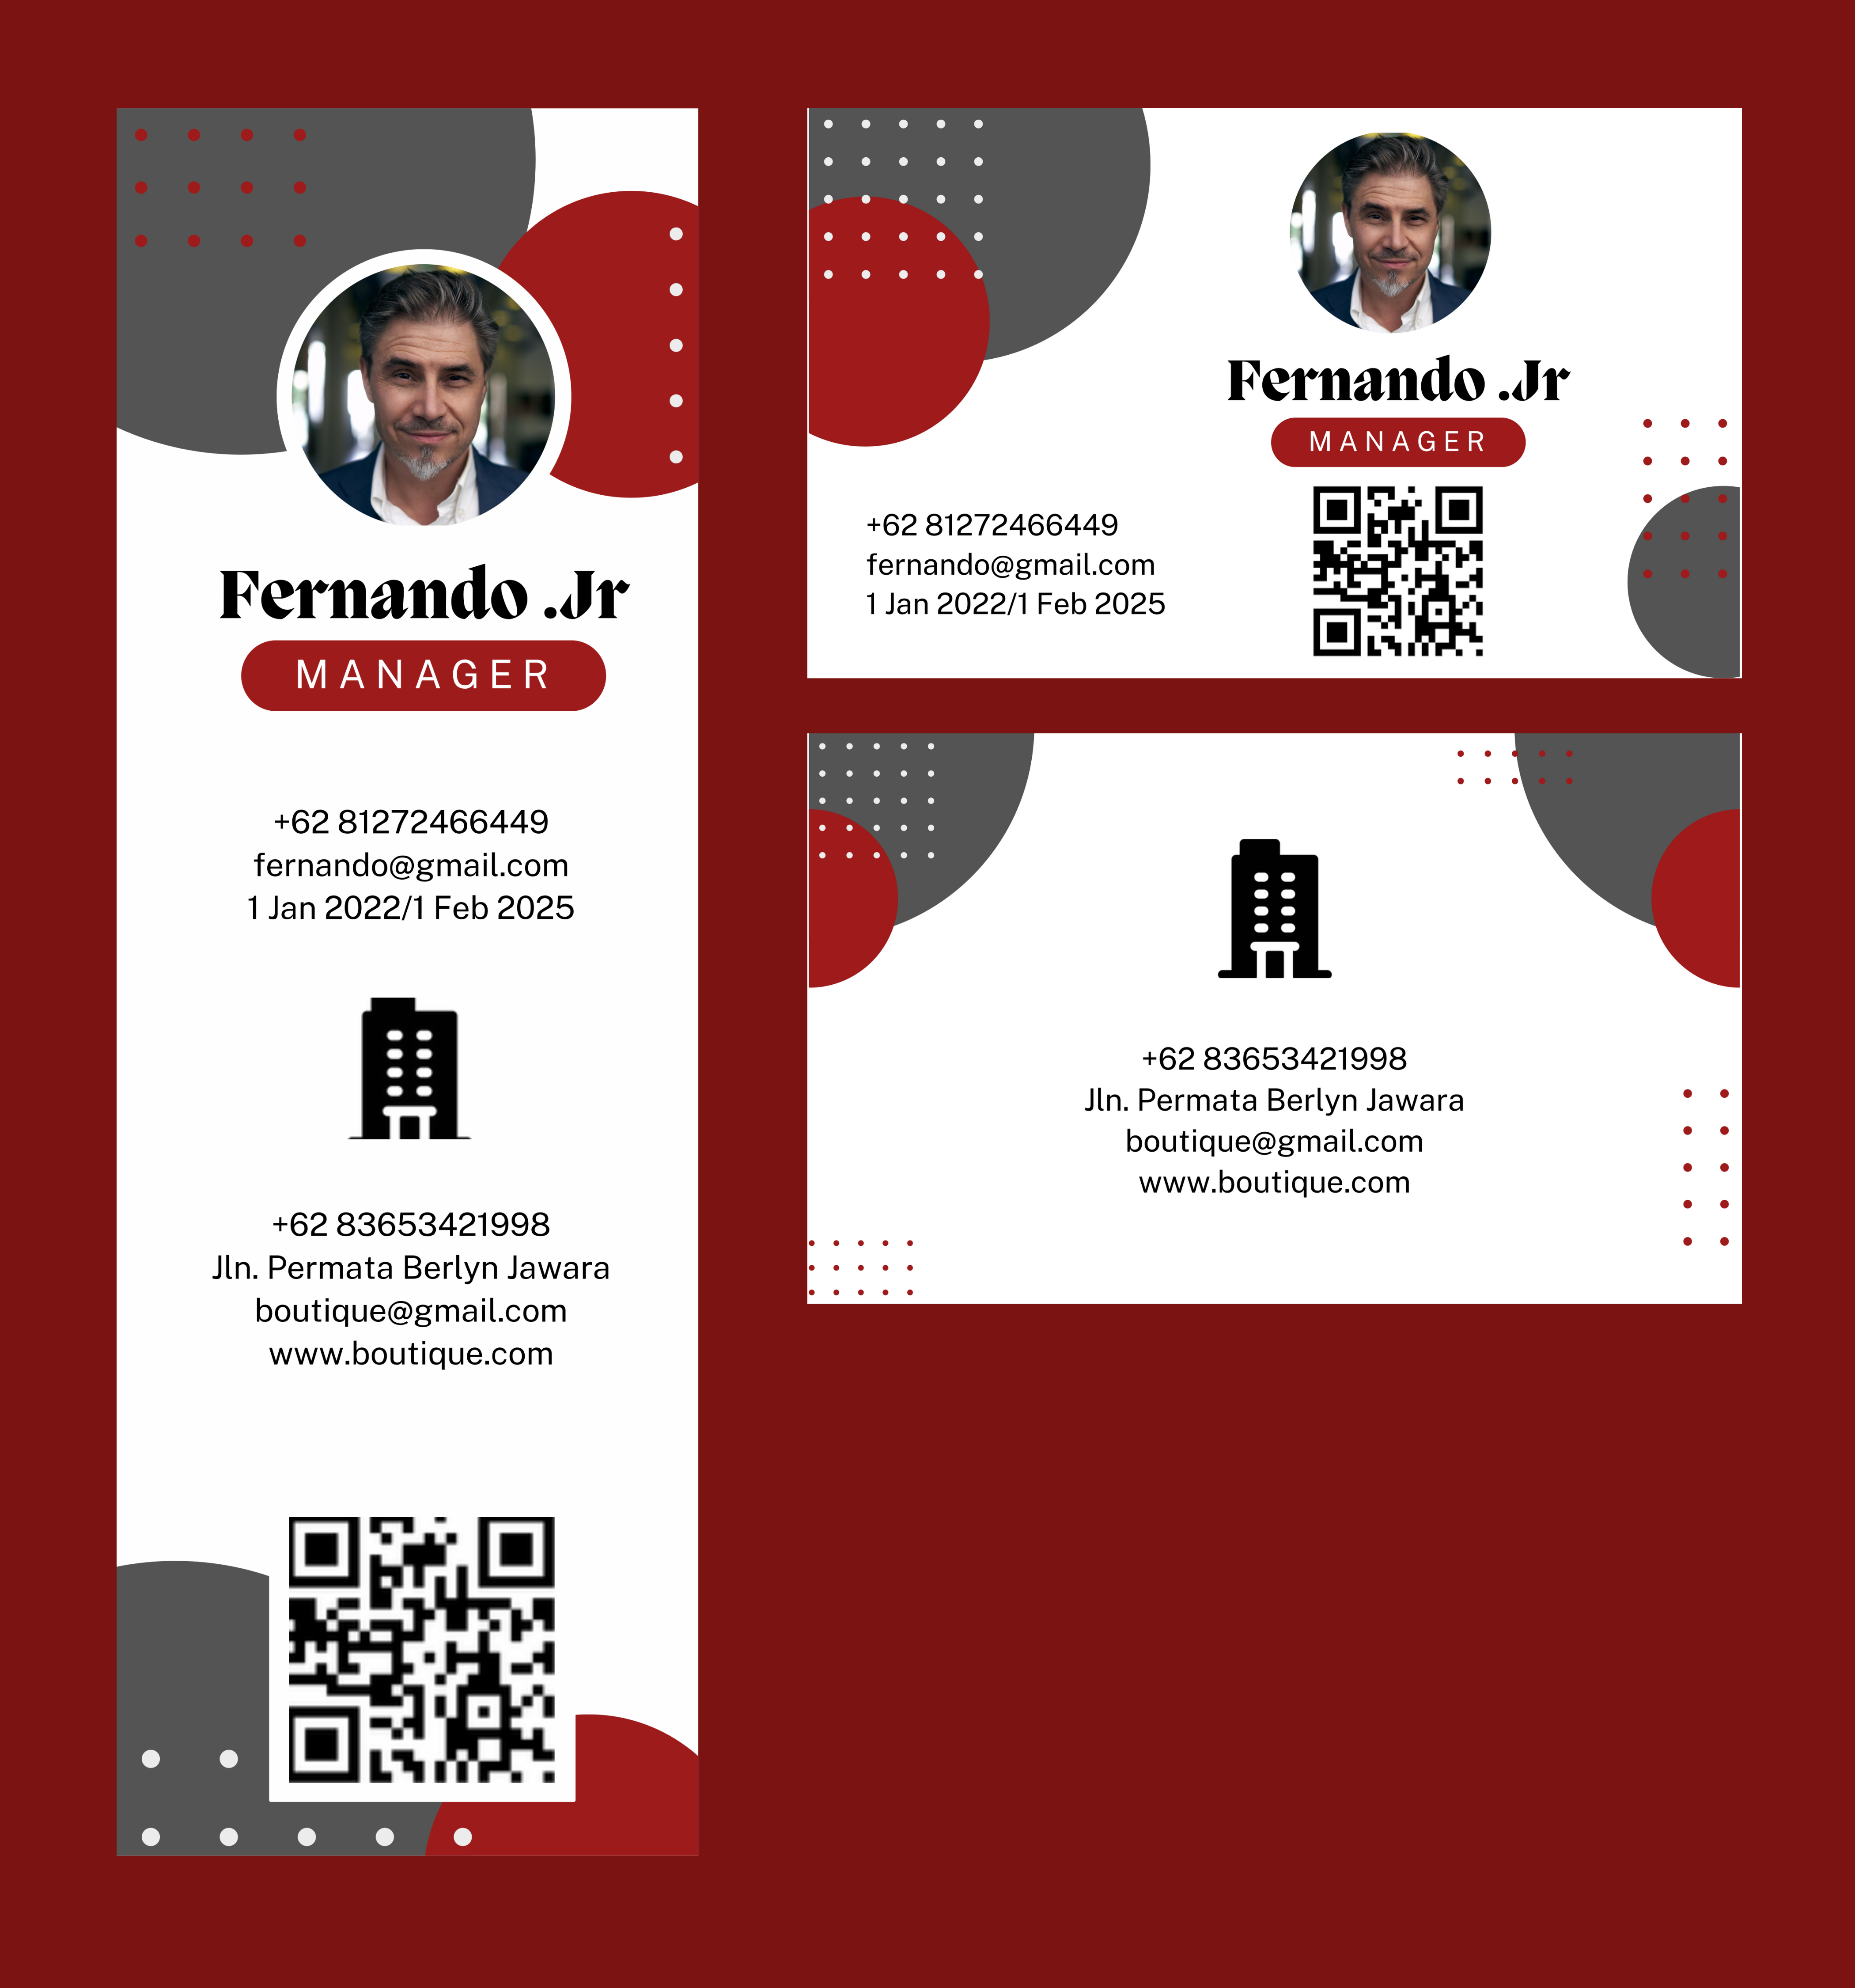 Fernando .Jr
MANAGER
+62 81272466449
fernando@gmail.com
1 Jan 2022/1 Feb 2025
+62 83653421998
Jln. Permata Berlyn Jawara
boutique@gmail.com
www.boutique.com
Fernando .Jr
MANAGER
+62 81272466449
fernando@gmail.com
1 Jan 2022/1 Feb 2025
+62 83653421998
Jln. Permata Berlyn Jawara
boutique@gmail.com
www.boutique.com